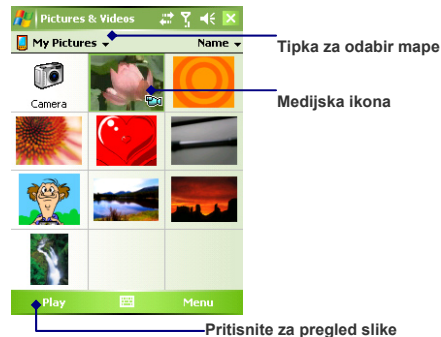 Pictures & Videos
My Pictures
Name
Tipka za odabir mape
Camera
Medijska ikona
Play
Menu
Pritisnite za pregled slike